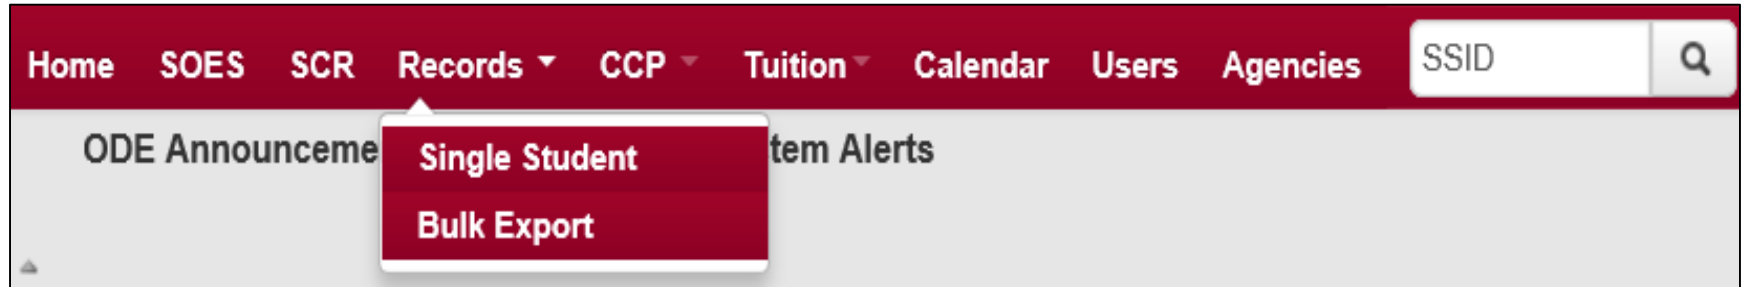 Home SOES SCR Records CCP Tuition Calendar Users Agencies SSID
ODE Announceme tem Alerts
Single Student
Bulk Export